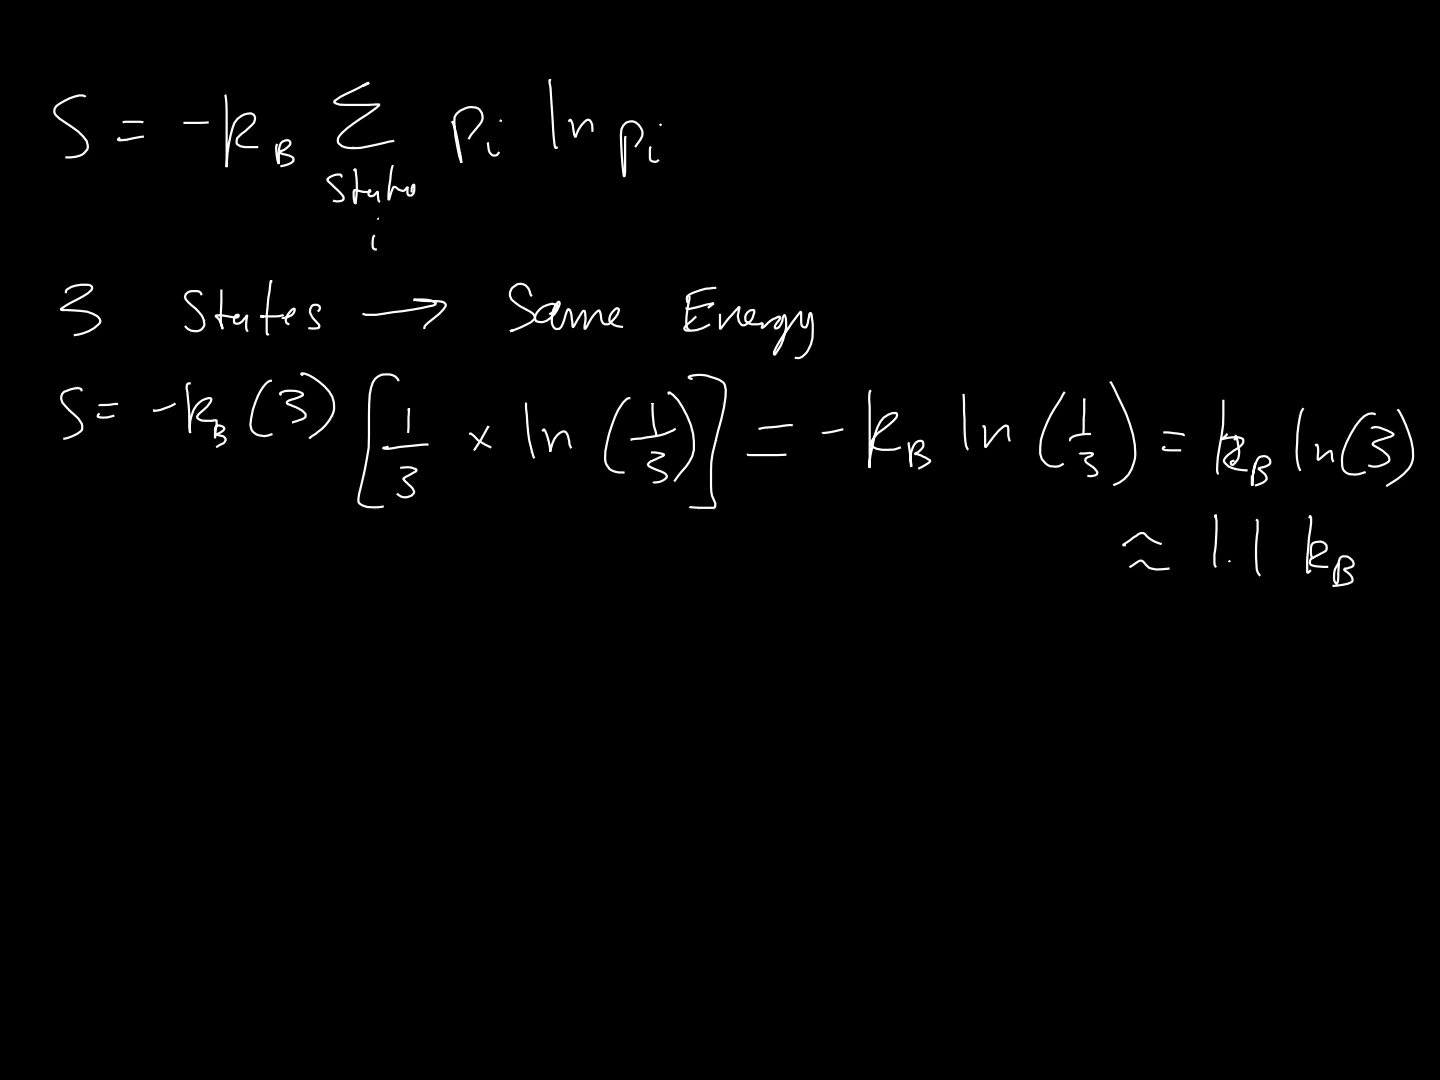 S = -k_B Σ p_i ln p_i
states
i
3 States → Same Energy
S = -k_B (3) [1/3 × ln (1/3)] = -k_B ln (1/3) = k_B ln(3)
≈ 1.1 k_B